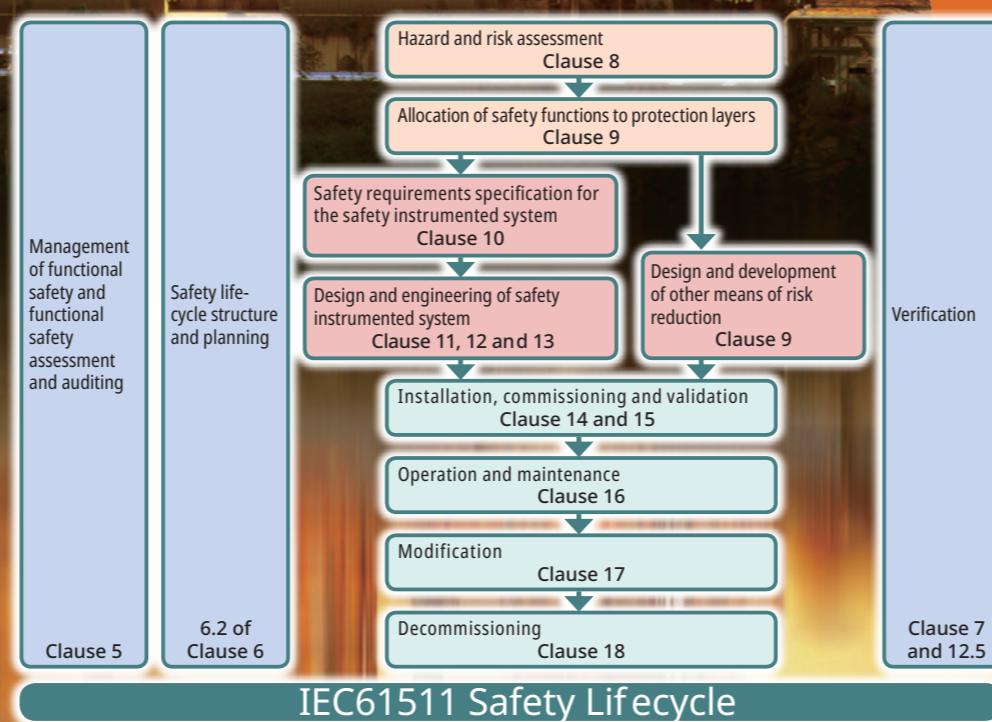 Management
of functional
safety and
functional
safety
assessment
and auditing
Clause 5
Safety life-
cycle structure
and planning
6.2 of
Clause 6
Hazard and risk assessment
Clause 8
Allocation of safety functions to protection layers
Clause 9
Safety requirements specification for
the safety instrumented system
Clause 10
Design and engineering of safety
instrumented system
Clause 11, 12 and 13
Design and development
of other means of risk
reduction
Clause 9
Installation, commissioning and validation
Clause 14 and 15
Operation and maintenance
Clause 16
Modification
Clause 17
Decommissioning
Clause 18
Verification
Clause 7
and 12.5
IEC61511 Safety Lifecycle